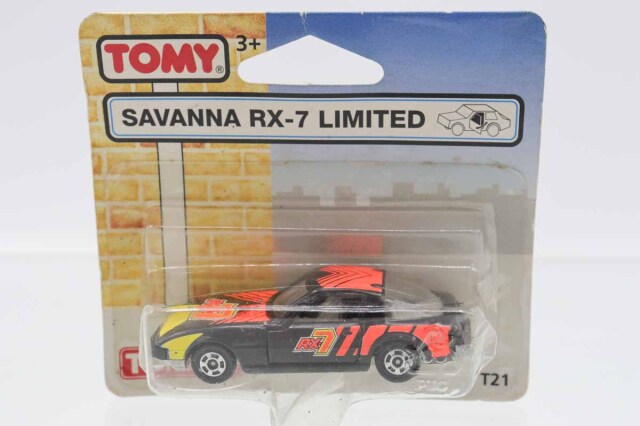 TOMY
3+
SAVANNA RX-7 LIMITED
RX7
T21